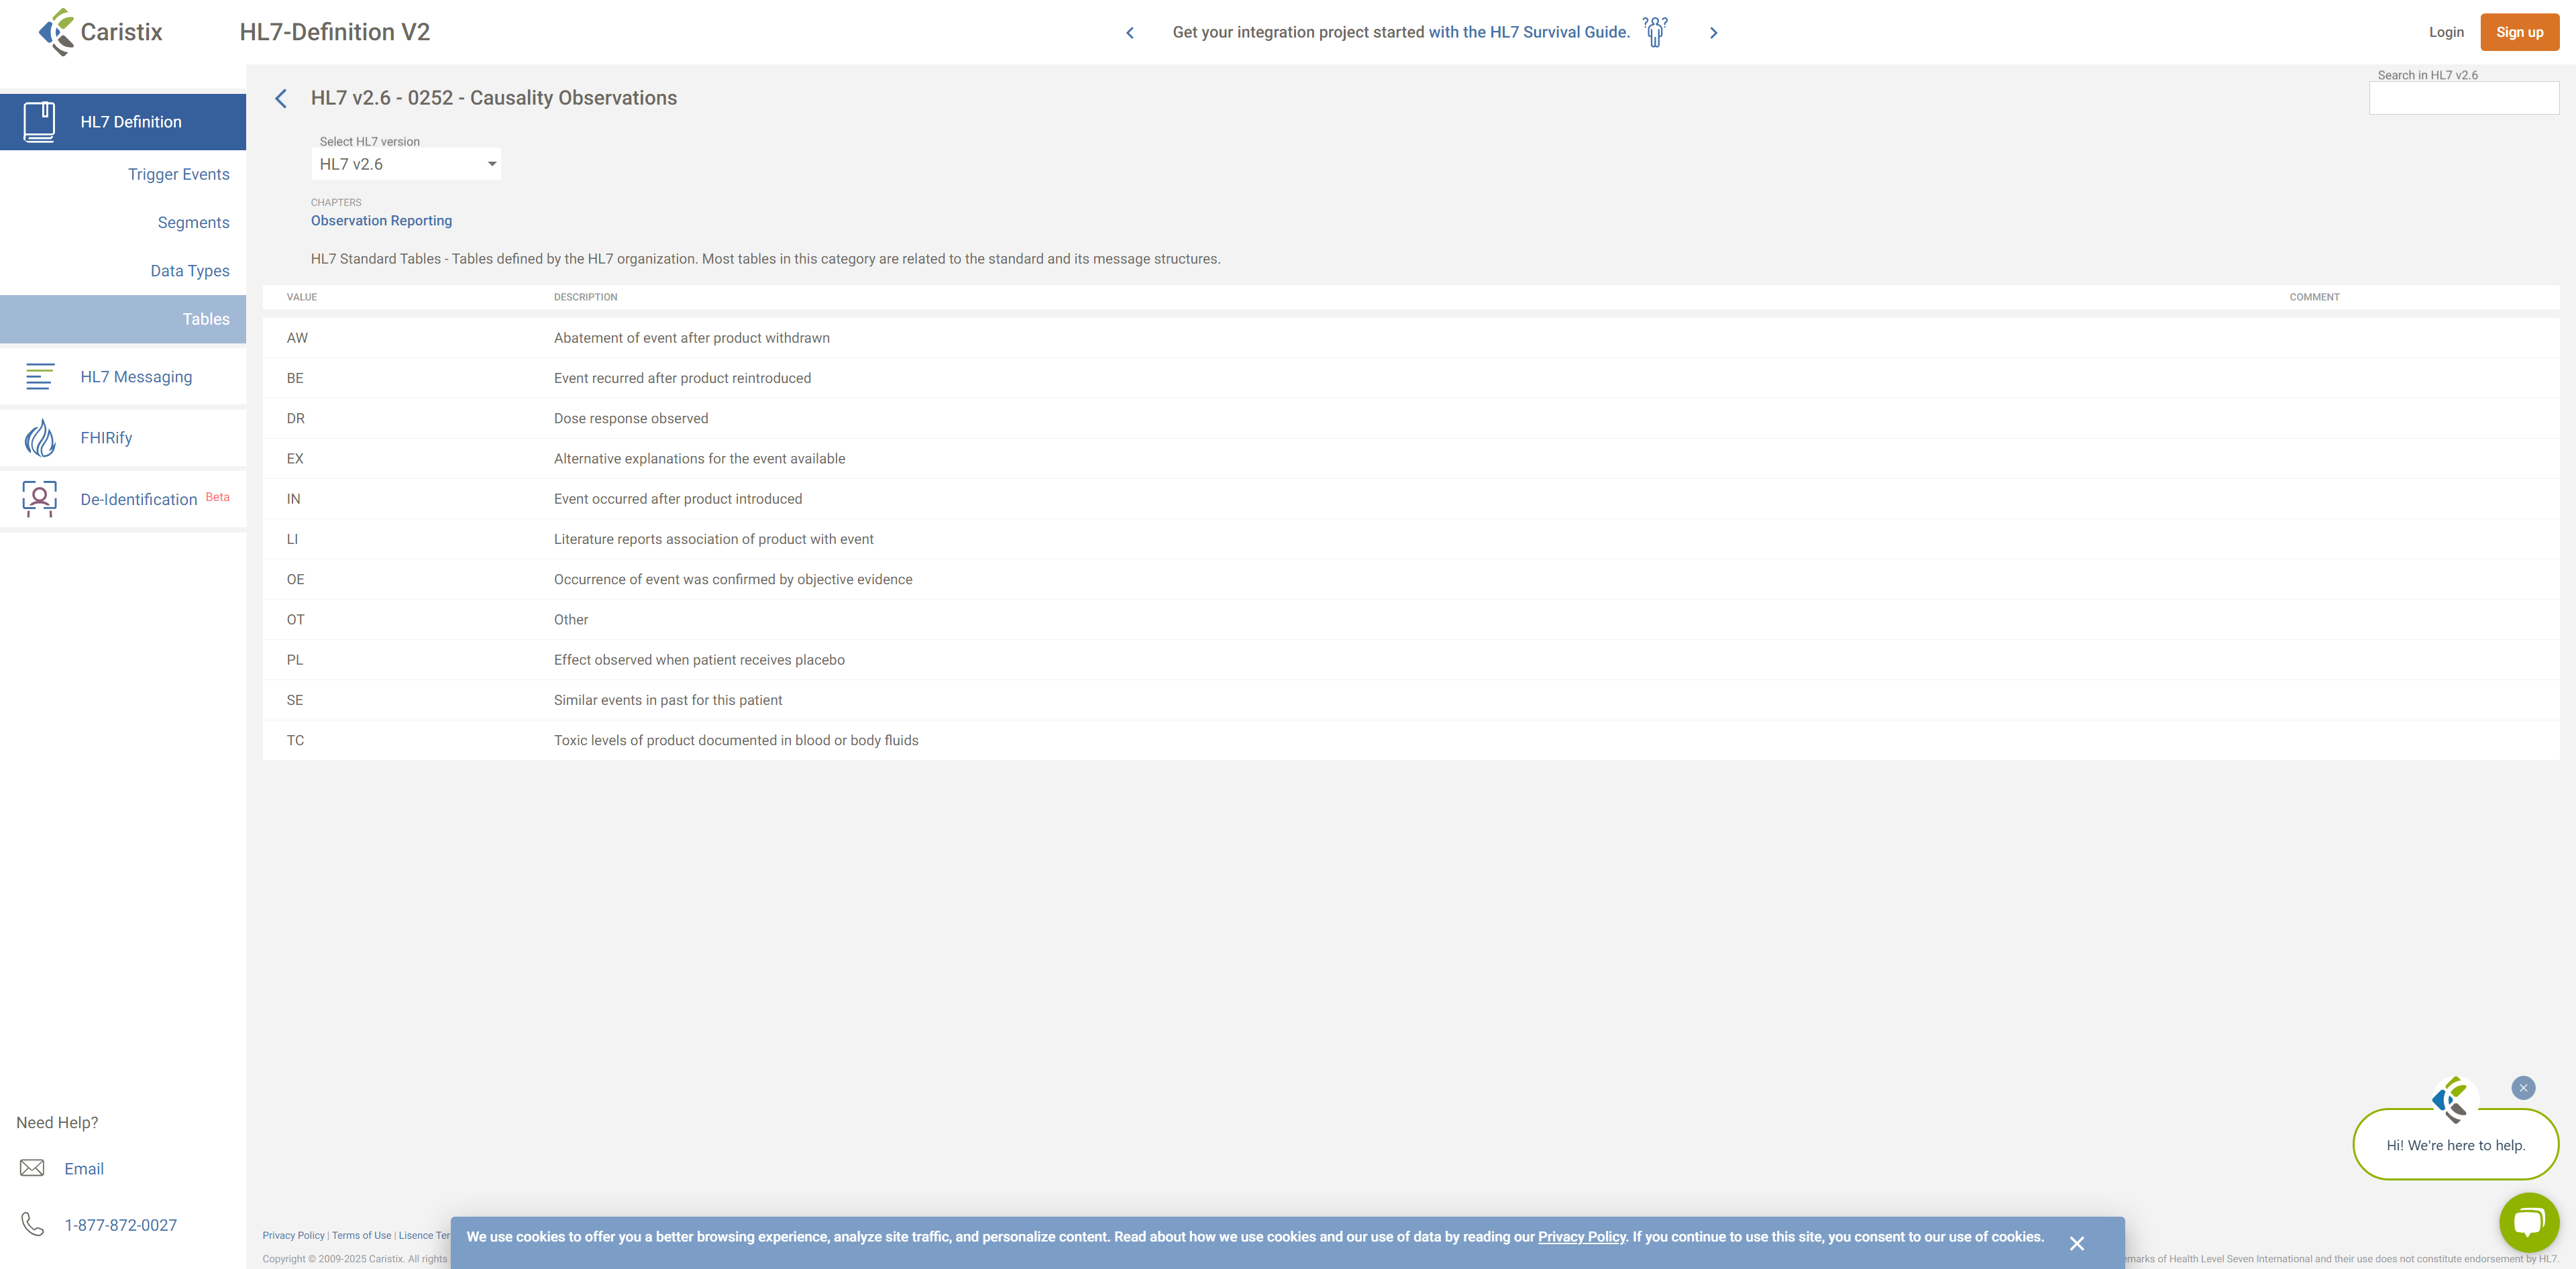 Caristix
HL7-Definition V2
Get your integration project started with the HL7 Survival Guide.
Login
Sign up
HL7 Definition
Trigger Events
Segments
Data Types
Tables
HL7 Messaging
FHIRify
De-Identification Beta
Need Help?
Email
1-877-872-0027
HL7 v2.6 - 0252 - Causality Observations
Search in HL7 v2.6
Select HL7 version
HL7 v2.6
CHAPTERS
Observation Reporting
HL7 Standard Tables - Tables defined by the HL7 organization. Most tables in this category are related to the standard and its message structures.
VALUE DESCRIPTION COMMENT
AW Abatement of event after product withdrawn
BE Event recurred after product reintroduced
DR Dose response observed
EX Alternative explanations for the event available
IN Event occurred after product introduced
LI Literature reports association of product with event
OE Occurrence of event was confirmed by objective evidence
OT Other
PL Effect observed when patient receives placebo
SE Similar events in past for this patient
TC Toxic levels of product documented in blood or body fluids
Hi! We're here to help.
Privacy Policy | Terms of Use | Lisence Ter
We use cookies to offer you a better browsing experience, analyze site traffic, and personalize content. Read about how we use cookies and our use of data by reading our Privacy Policy. If you continue to use this site, you consent to our use of cookies.
Copyright © 2009-2025 Caristix. All rights
emarks of Health Level Seven International and their use does not constitute endorsement by HL7.